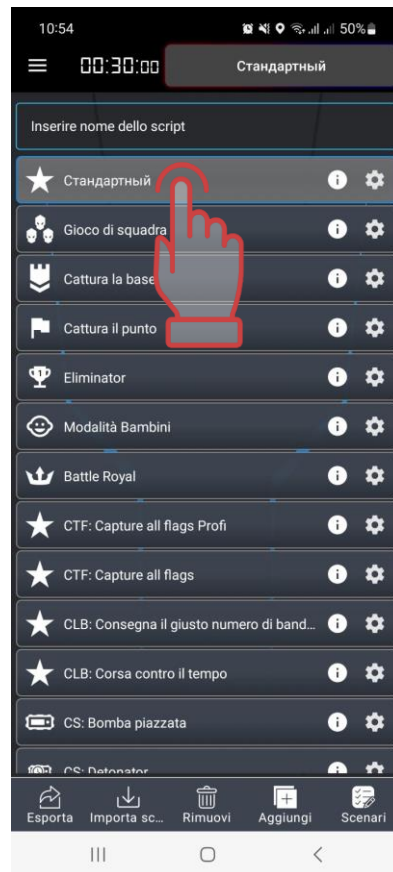 10:54
50%
00:30:00
Стандартный
Inserire nome dello script
Стандартный
Gioco di squadra
Cattura la base
Cattura il punto
Eliminator
Modalità Bambini
Battle Royal
CTF: Capture all flags Profi
CTF: Capture all flags
CLB: Consegna il giusto numero di band...
CLB: Corsa contro il tempo
CS: Bomba piazzata
CS: Detonator
Esporta Importa sc... Rimuovi Aggiungi Scenari